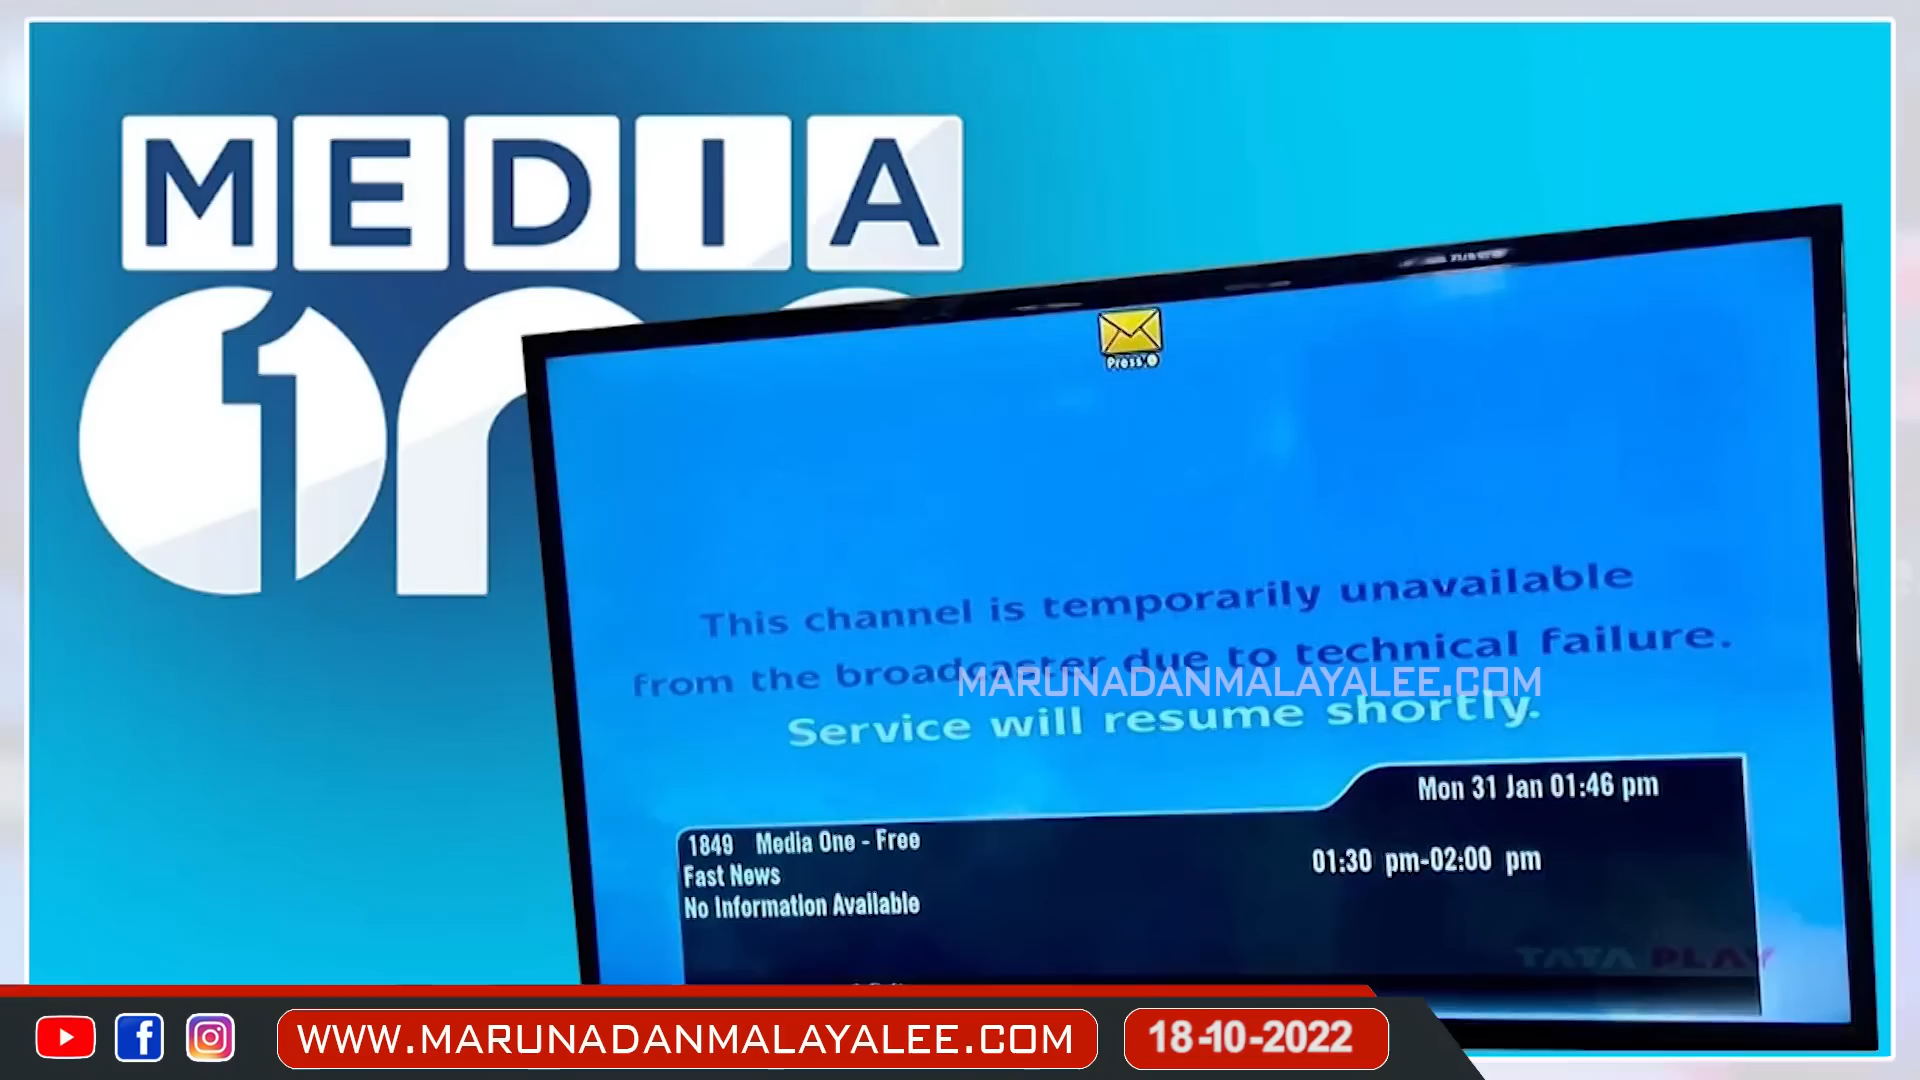 MEDIA
Press
This channel is temporarily unavailable
from the broadcaster due to technical failure.
MARUNADANMALAYALEE.COM
Service will resume shortly.
Mon 31 Jan 01:46 pm
1849 Media One - Free
01:30 pm-02:00 pm
Fast News
No Information Available
TATA PLAY
WWW.MARUNADANMALAYALEE.COM
18-10-2022